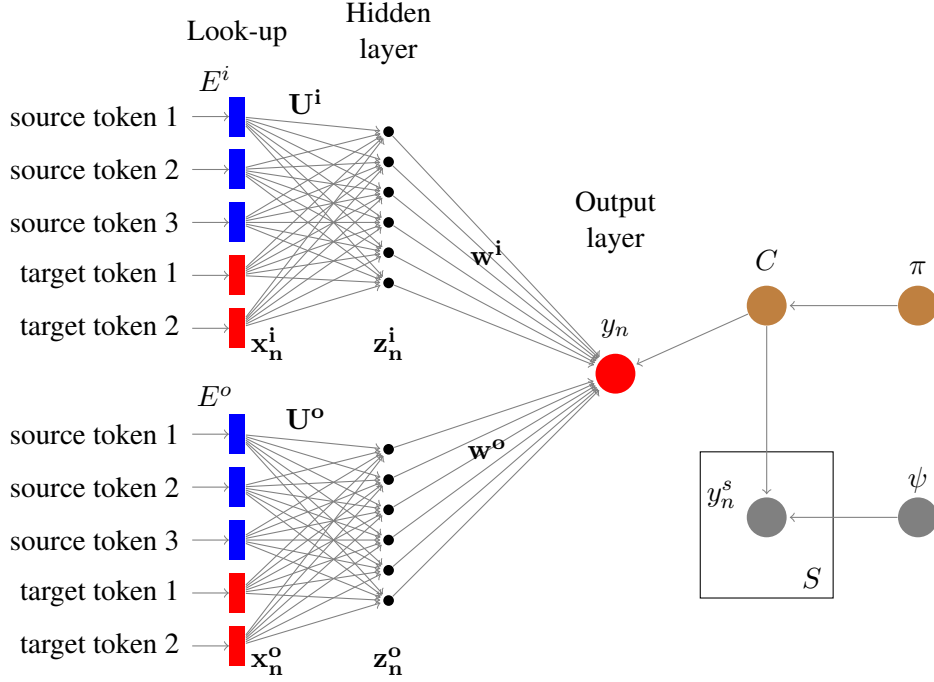 Look-up
Hidden
layer
E^i
U^i
source token 1
source token 2
source token 3
target token 1
target token 2
x_n^i
z_n^i
w^i
Output
layer
y_n
C
π
E^o
U^o
source token 1
source token 2
source token 3
target token 1
target token 2
x_n^o
z_n^o
w^o
y_n^s
ψ
S